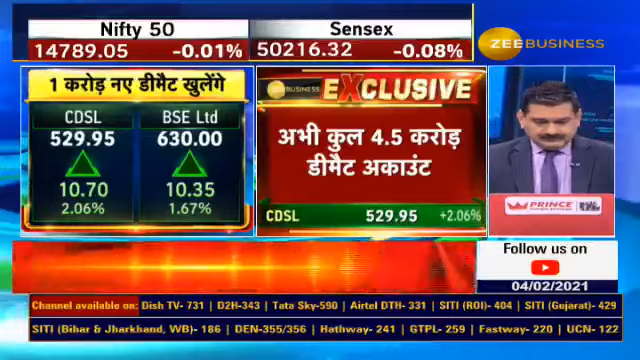 Nifty 50
14789.05 -0.01%
Sensex
50216.32 -0.08%
ZEE BUSINESS
1 करोड़ नए डीमैट खुलेंगे
CDSL
529.95
10.70
2.06%
BSE Ltd
630.00
10.35
1.67%
ZEE BUSINESS
EXCLUSIVE
अभी कुल 4.5 करोड़
डीमैट अकाउंट
CDSL 529.95 +2.06%
PRINCE
Follow us on
04/02/2021
Channel available on: Dish TV- 731 | D2H-343 | Tata Sky-590 | Airtel DTH- 331 | SITI (ROI)- 404 | SITI (Gujarat)- 429
SITI (Bihar & Jharkhand, WB)- 186 | DEN-355/356 | Hathway- 241 | GTPL- 259 | Fastway- 220 | UCN- 122